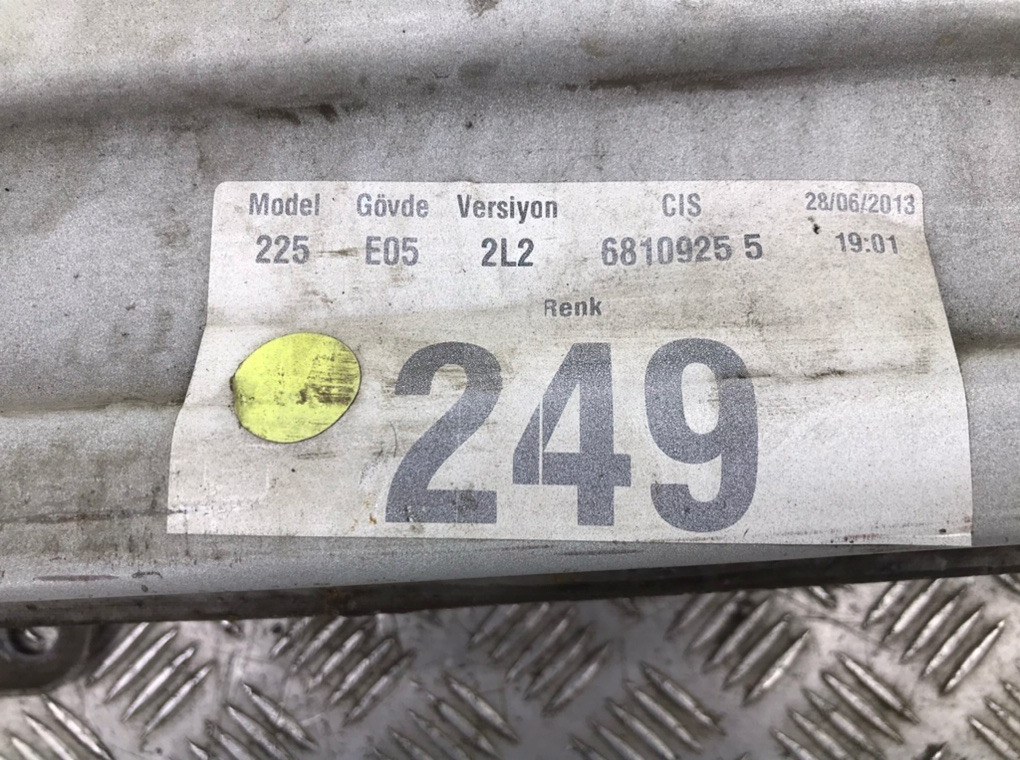 Model Gövde Versiyon CIS 28/06/2013
225 E05 2L2 6810925 5 19:01
Renk
249